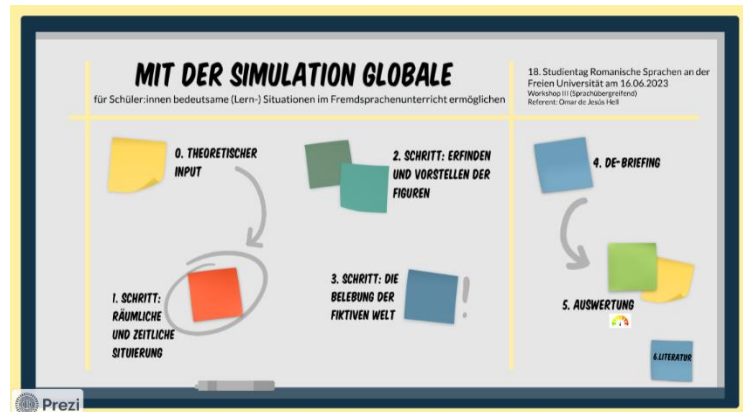 MIT DER SIMULATION GLOBALE
für Schüler:innen bedeutsame (Lern-) Situationen im Fremdsprachenunterricht ermöglichen
18. Studientag Romanische Sprachen an der
Freien Universität am 16.06.2023
Workshop III (Sprachübergreifend)
Referent: Omar de Jesús Hell
0. THEORETISCHER
INPUT
1. SCHRITT:
RÄUMLICHE
UND ZEITLICHE
SITUIERUNG
2. SCHRITT: ERFINDEN
UND VORSTELLEN DER
FIGUREN
3. SCHRITT: DIE
BELEBUNG DER
FIKTIVEN WELT
!
4. DE-BRIEFING
5. AUSWERTUNG
6.LITERATUR
Prezi